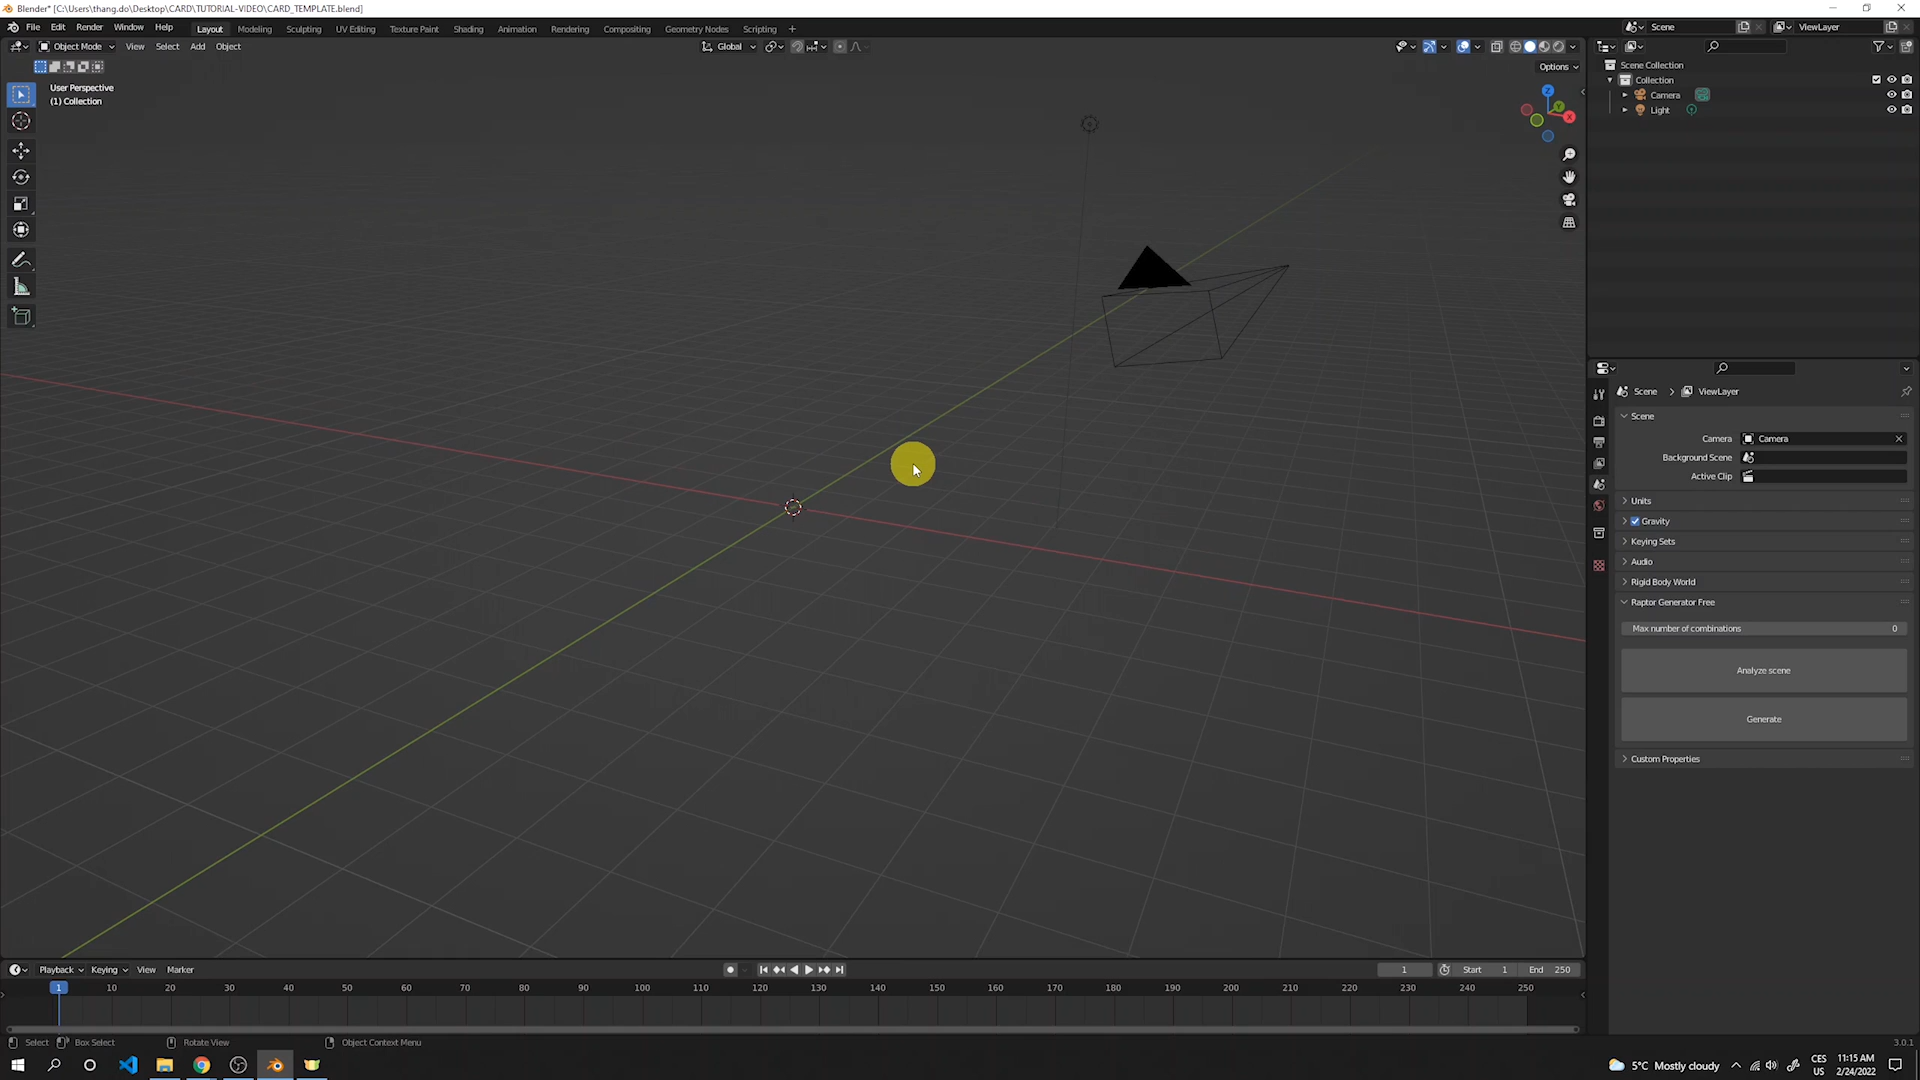 Blender* [C:\Users\thang.do\Desktop\CARD\TUTORIAL-VIDEO\CARD_TEMPLATE.blend]
File Edit Render Window Help Layout Modeling Sculpting UV Editing Texture Paint Shading Animation Rendering Compositing Geometry Nodes Scripting + Scene ViewLayer
Object Mode View Select Add Object Global
Options
User Perspective
(1) Collection
Z
Y
X
Scene Collection
Collection
Camera
Light
Scene > ViewLayer
Scene
Camera Camera
Background Scene
Active Clip
Units
Gravity
Keying Sets
Audio
Rigid Body World
Raptor Generator Free
Max number of combinations 0
Analyze scene
Generate
Custom Properties
Playback Keying View Marker 1 Start 1 End 250
1 10 20 30 40 50 60 70 80 90 100 110 120 130 140 150 160 170 180 190 200 210 220 230 240 250
Select Box Select Rotate View Object Context Menu 3.0.1
5°C Mostly cloudy CES US 11:15 AM 2/24/2022